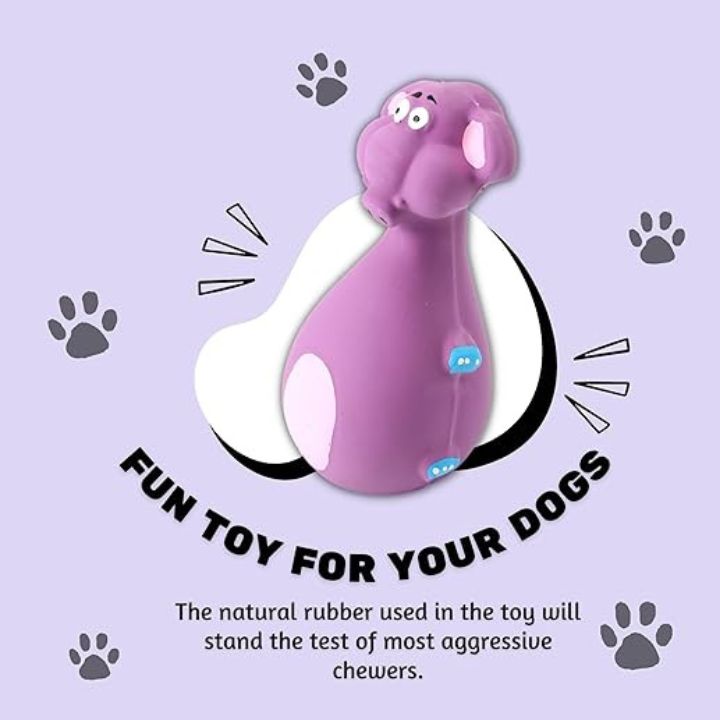 FUN TOY FOR YOUR DOGS
The natural rubber used in the toy will
stand the test of most aggressive
chewers.